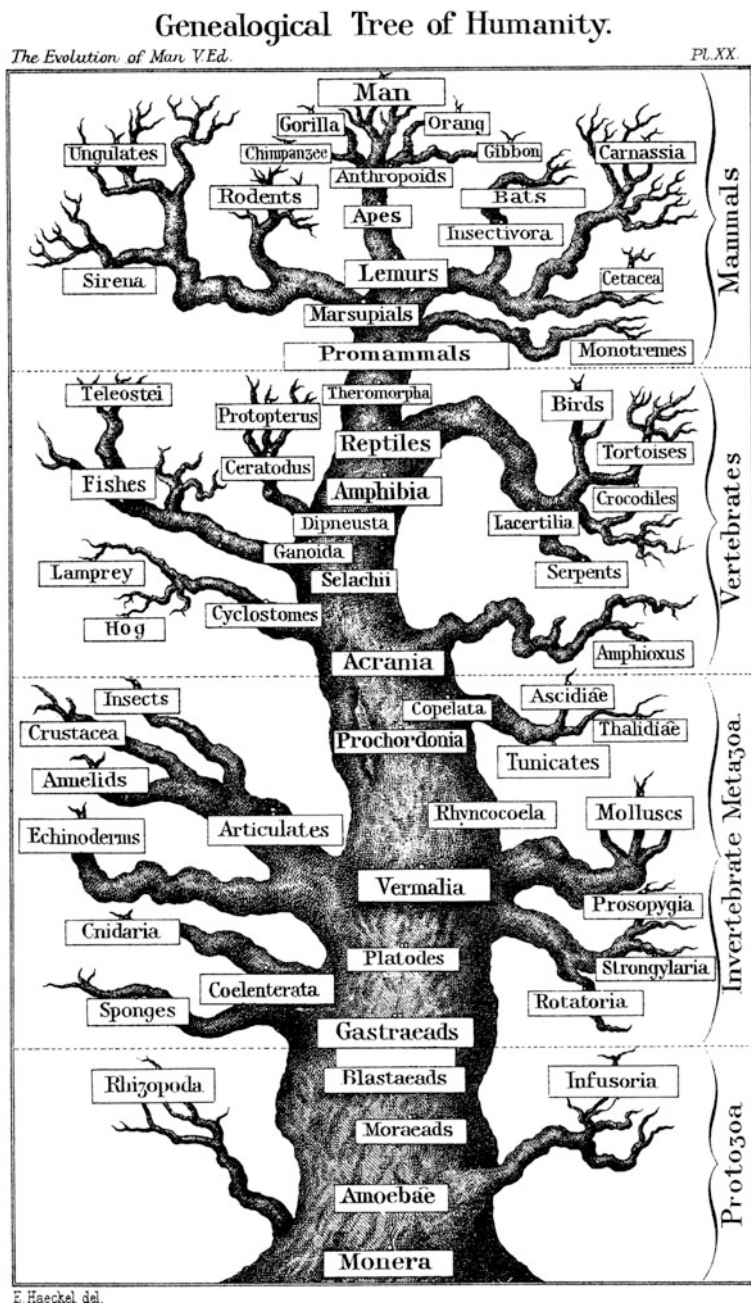 Genealogical Tree of Humanity.
The Evolution of Man V.Ed.
Pl.XX.
Man
Gorilla
Orang
Ungulates
Chimpanzee
Gibbon
Carnassia
Anthropoids
Rodents
Bats
Apes
Insectivora
Lemurs
Sirena
Cetacea
Marsupials
Promammals
Monotremes
Mammals
Teleostei
Theromorpha
Birds
Protopterus
Reptiles
Tortoises
Ceratodus
Fishes
Amphibia
Crocodiles
Dipneusta
Lacertilia
Ganoida
Lamprey
Selachii
Serpents
Cyclostomes
Hog
Acrania
Amphioxus
Vertebrates
Insects
Ascidiæ
Copelata
Crustacea
Thalidiæ
Prochordonia
Tunicates
Annelids
Rhyncocoela
Molluscs
Echinoderms
Articulates
Vermalia
Prosopygia
Cnidaria
Platodes
Strongylaria
Coelenterata
Rotatoria
Sponges
Gastraeads
Invertebrate Metazoa.
Blastaeads
Rhizopoda
Infusoria
Moraeads
Amoebae
Monera
Protozoa
E. Haeckel del.